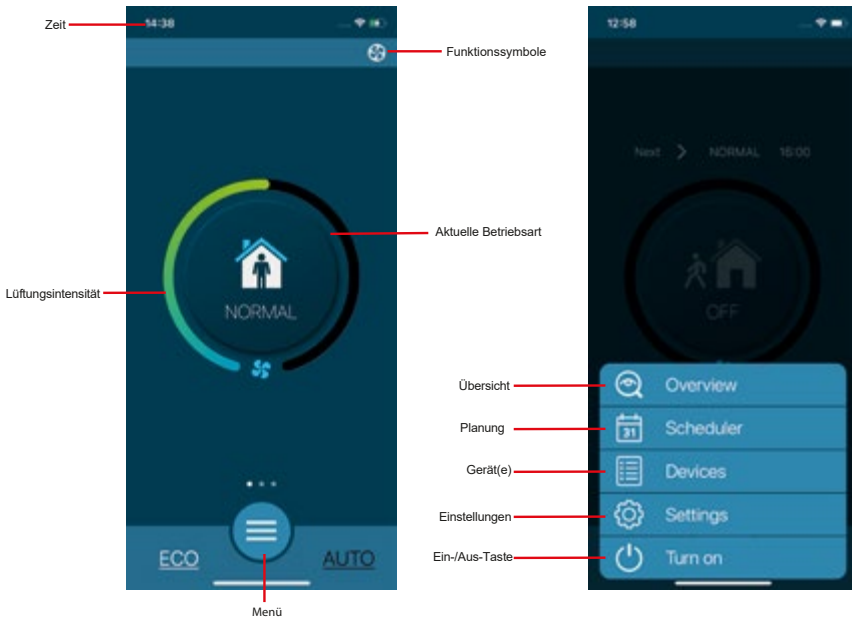 Zeit
14:38
Funktionssymbole
Aktuelle Betriebsart
Lüftungsintensität
NORMAL
ECO
AUTO
Menü
12:58
Next > NORMAL 16:00
OFF
Übersicht
Overview
Planung
31
Scheduler
Gerät(e)
Devices
Einstellungen
Settings
Ein-/Aus-Taste
Turn on